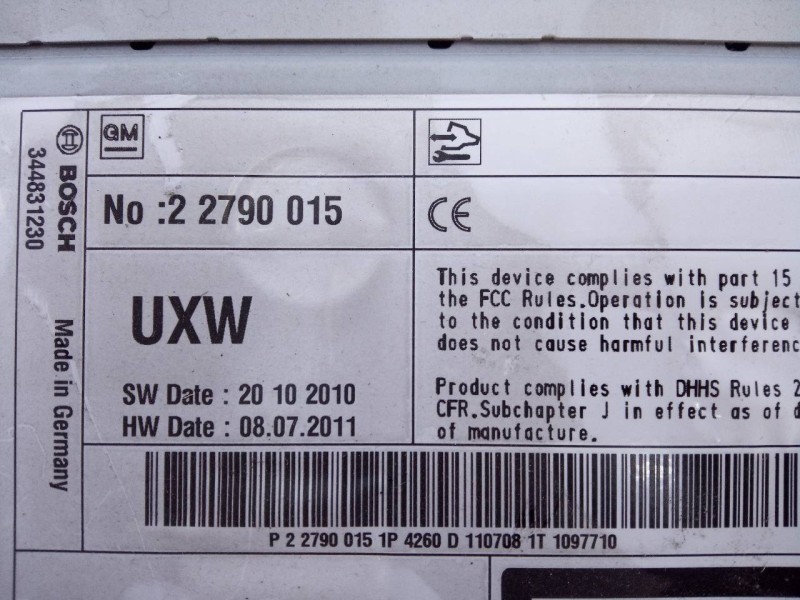 GM
BOSCH
344831230
Made in Germany
No :2 2790 015
CE
UXW
SW Date : 20 10 2010
HW Date : 08.07.2011
This device complies with part 15
the FCC Rules.Operation is subject
to the condition that this device
does not cause harmful interferenc
Product complies with DHHS Rules 2
CFR.Subchapter J in effect as of d
of manufacture.
P 2 2790 015 1P 4260 D 110708 1T 1097710